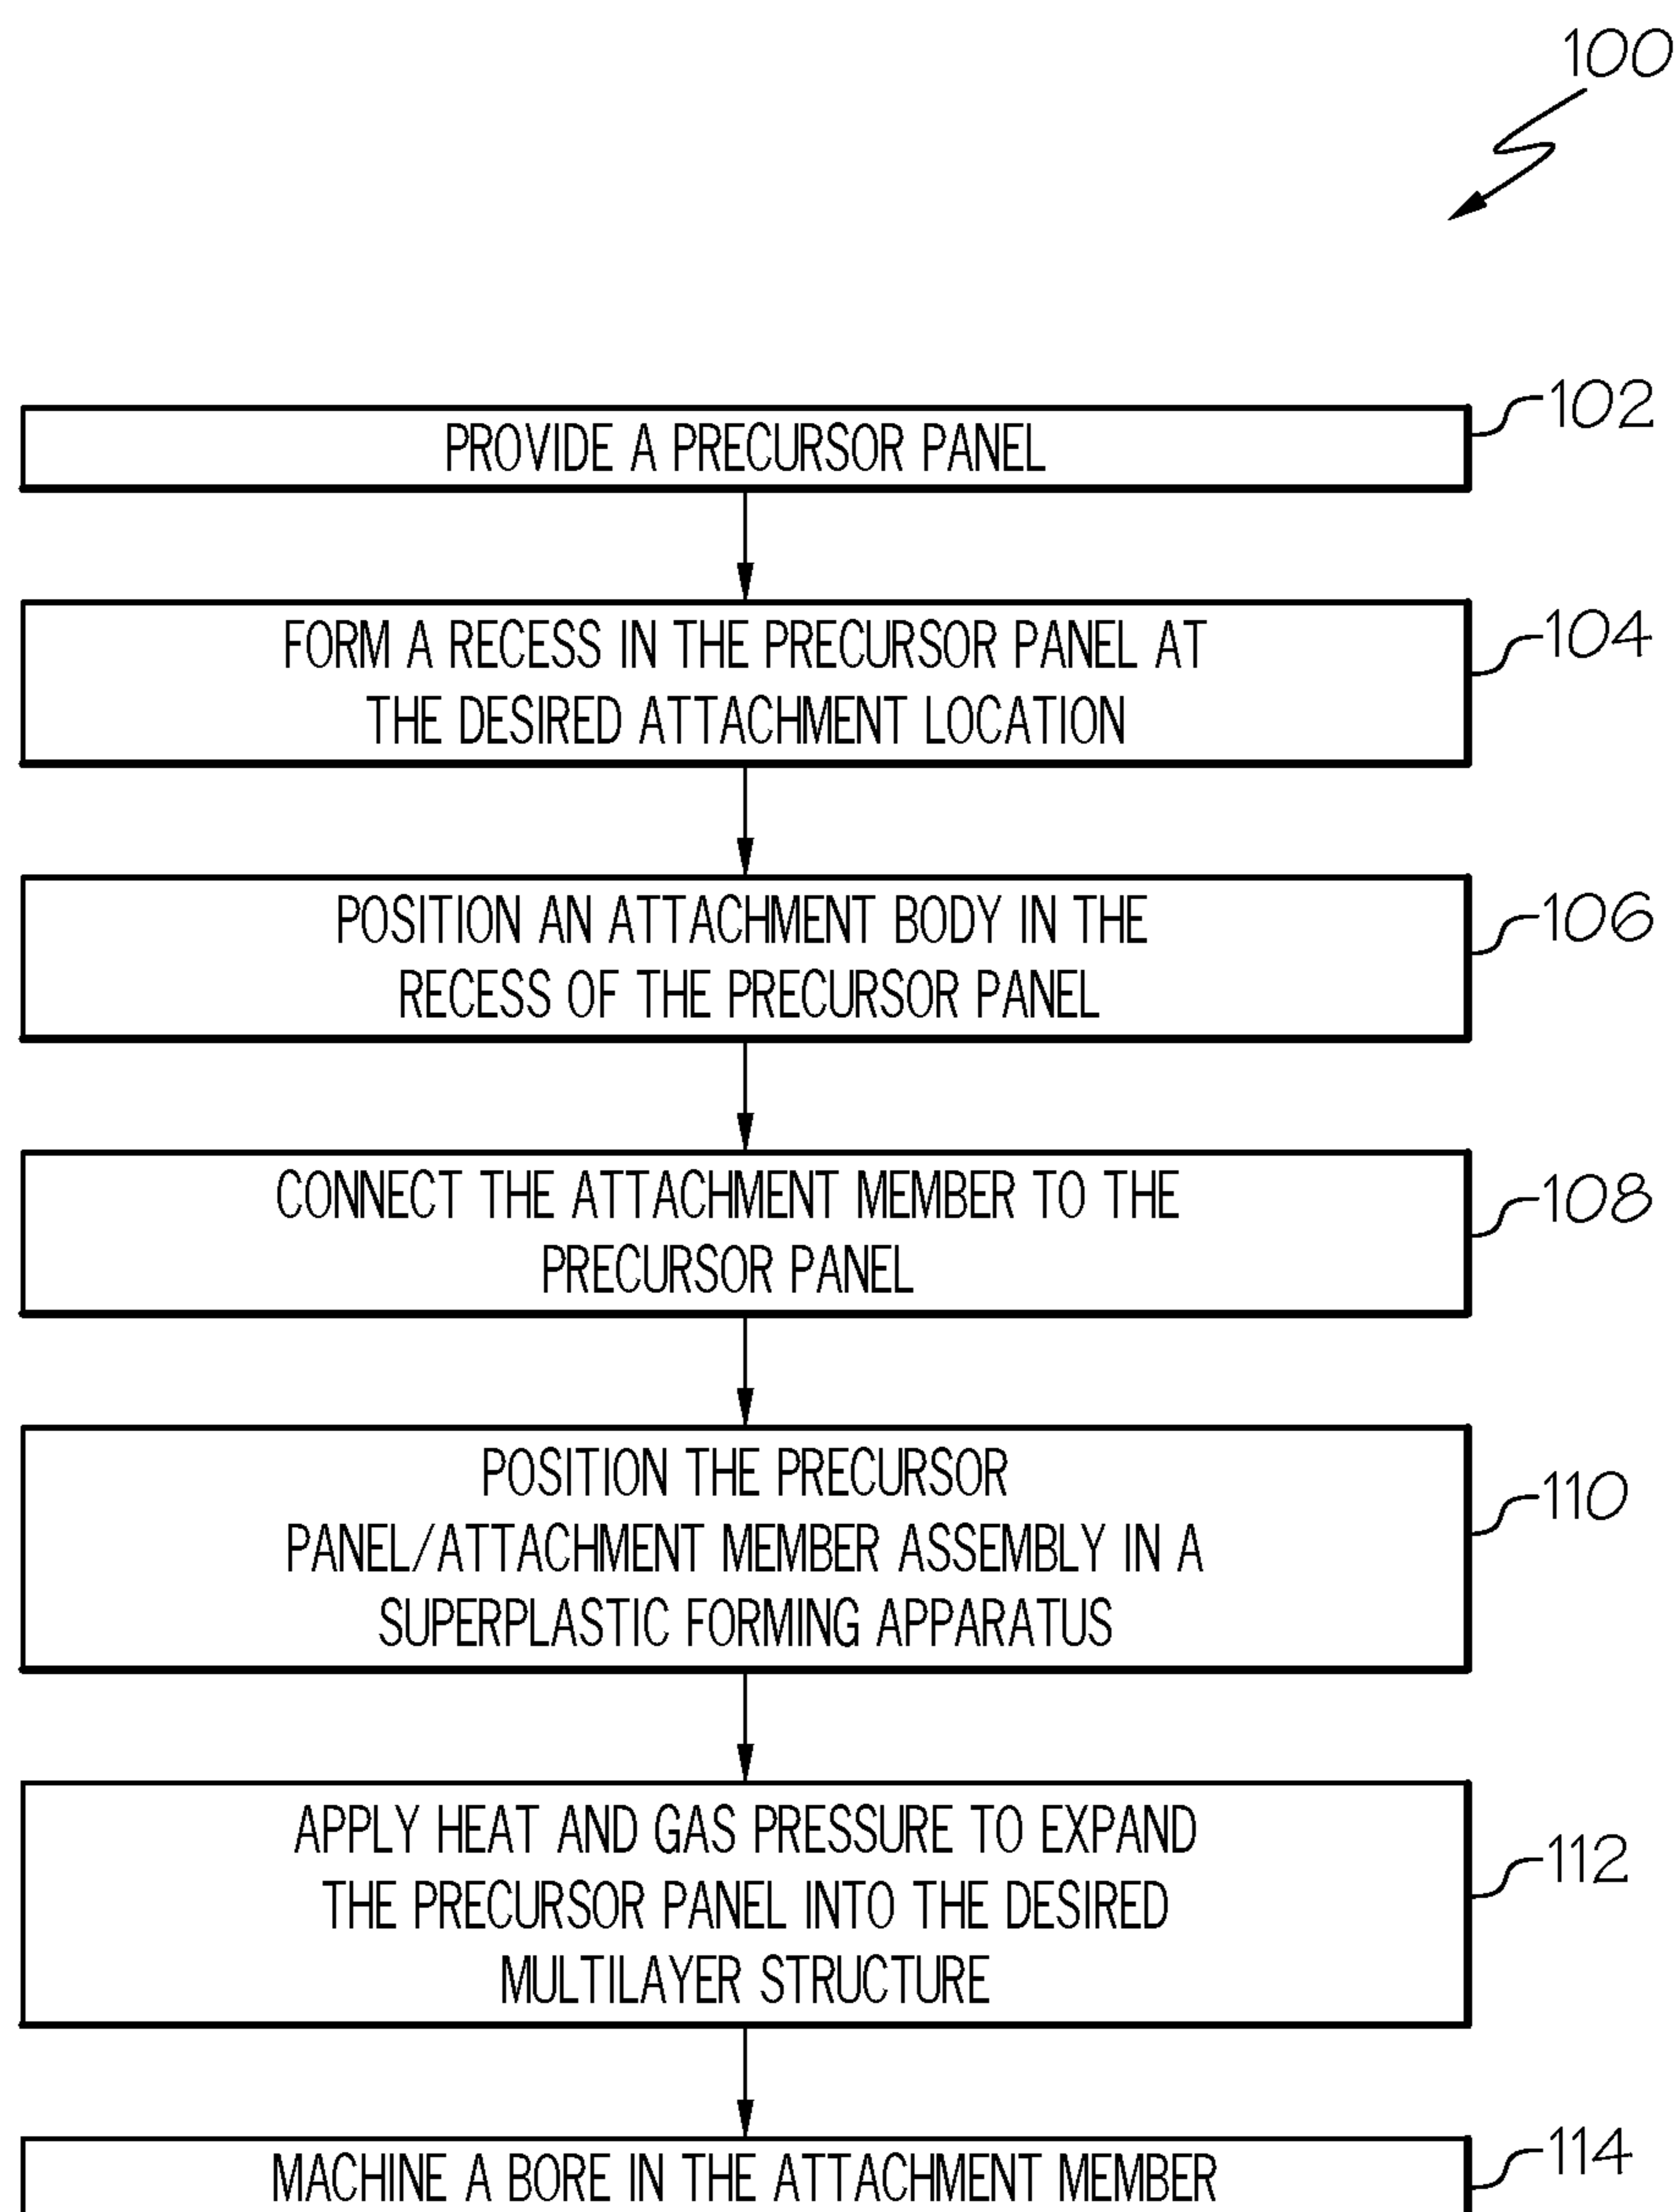 100
PROVIDE A PRECURSOR PANEL
102
FORM A RECESS IN THE PRECURSOR PANEL AT
THE DESIRED ATTACHMENT LOCATION
104
POSITION AN ATTACHMENT BODY IN THE
RECESS OF THE PRECURSOR PANEL
106
CONNECT THE ATTACHMENT MEMBER TO THE
PRECURSOR PANEL
108
POSITION THE PRECURSOR
PANEL/ATTACHMENT MEMBER ASSEMBLY IN A
SUPERPLASTIC FORMING APPARATUS
110
APPLY HEAT AND GAS PRESSURE TO EXPAND
THE PRECURSOR PANEL INTO THE DESIRED
MULTILAYER STRUCTURE
112
MACHINE A BORE IN THE ATTACHMENT MEMBER
114